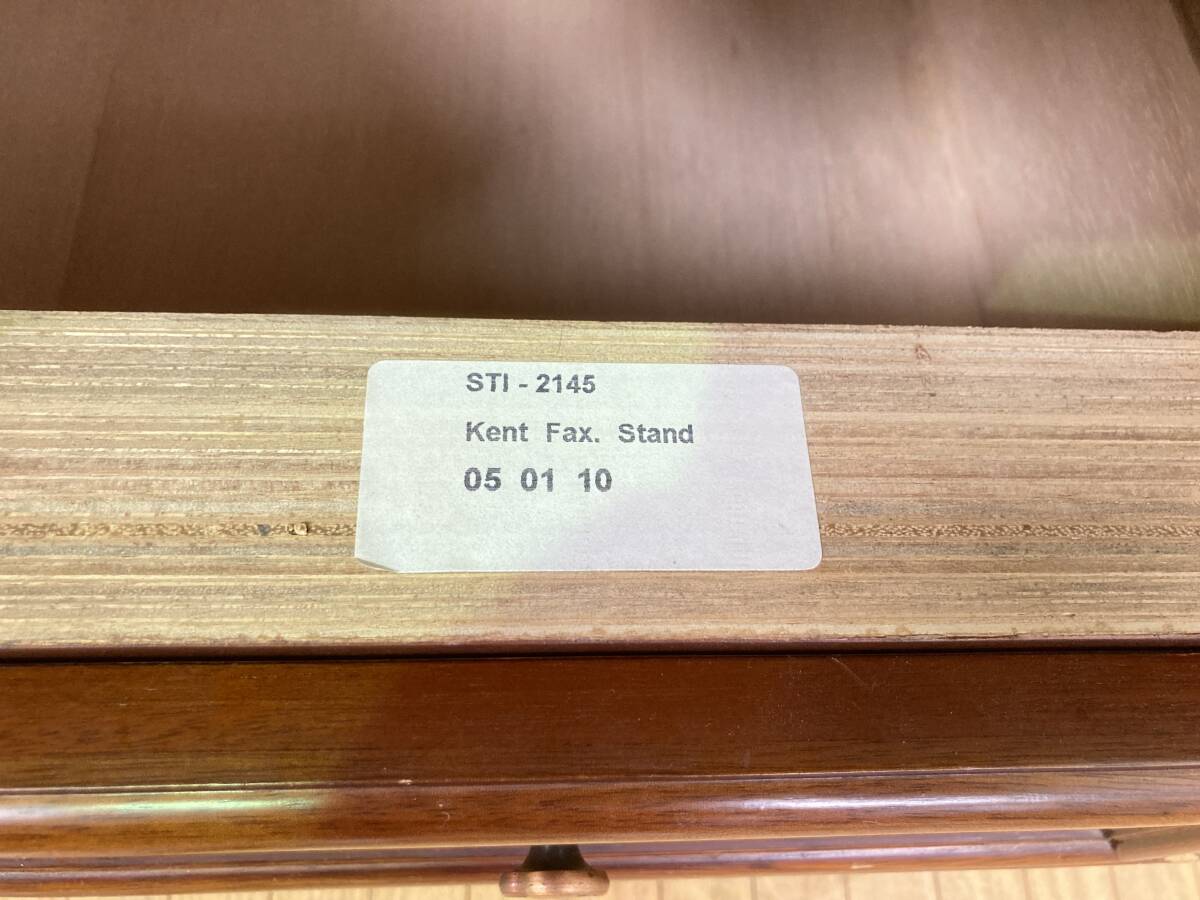 STI - 2145
Kent Fax. Stand
05 01 10